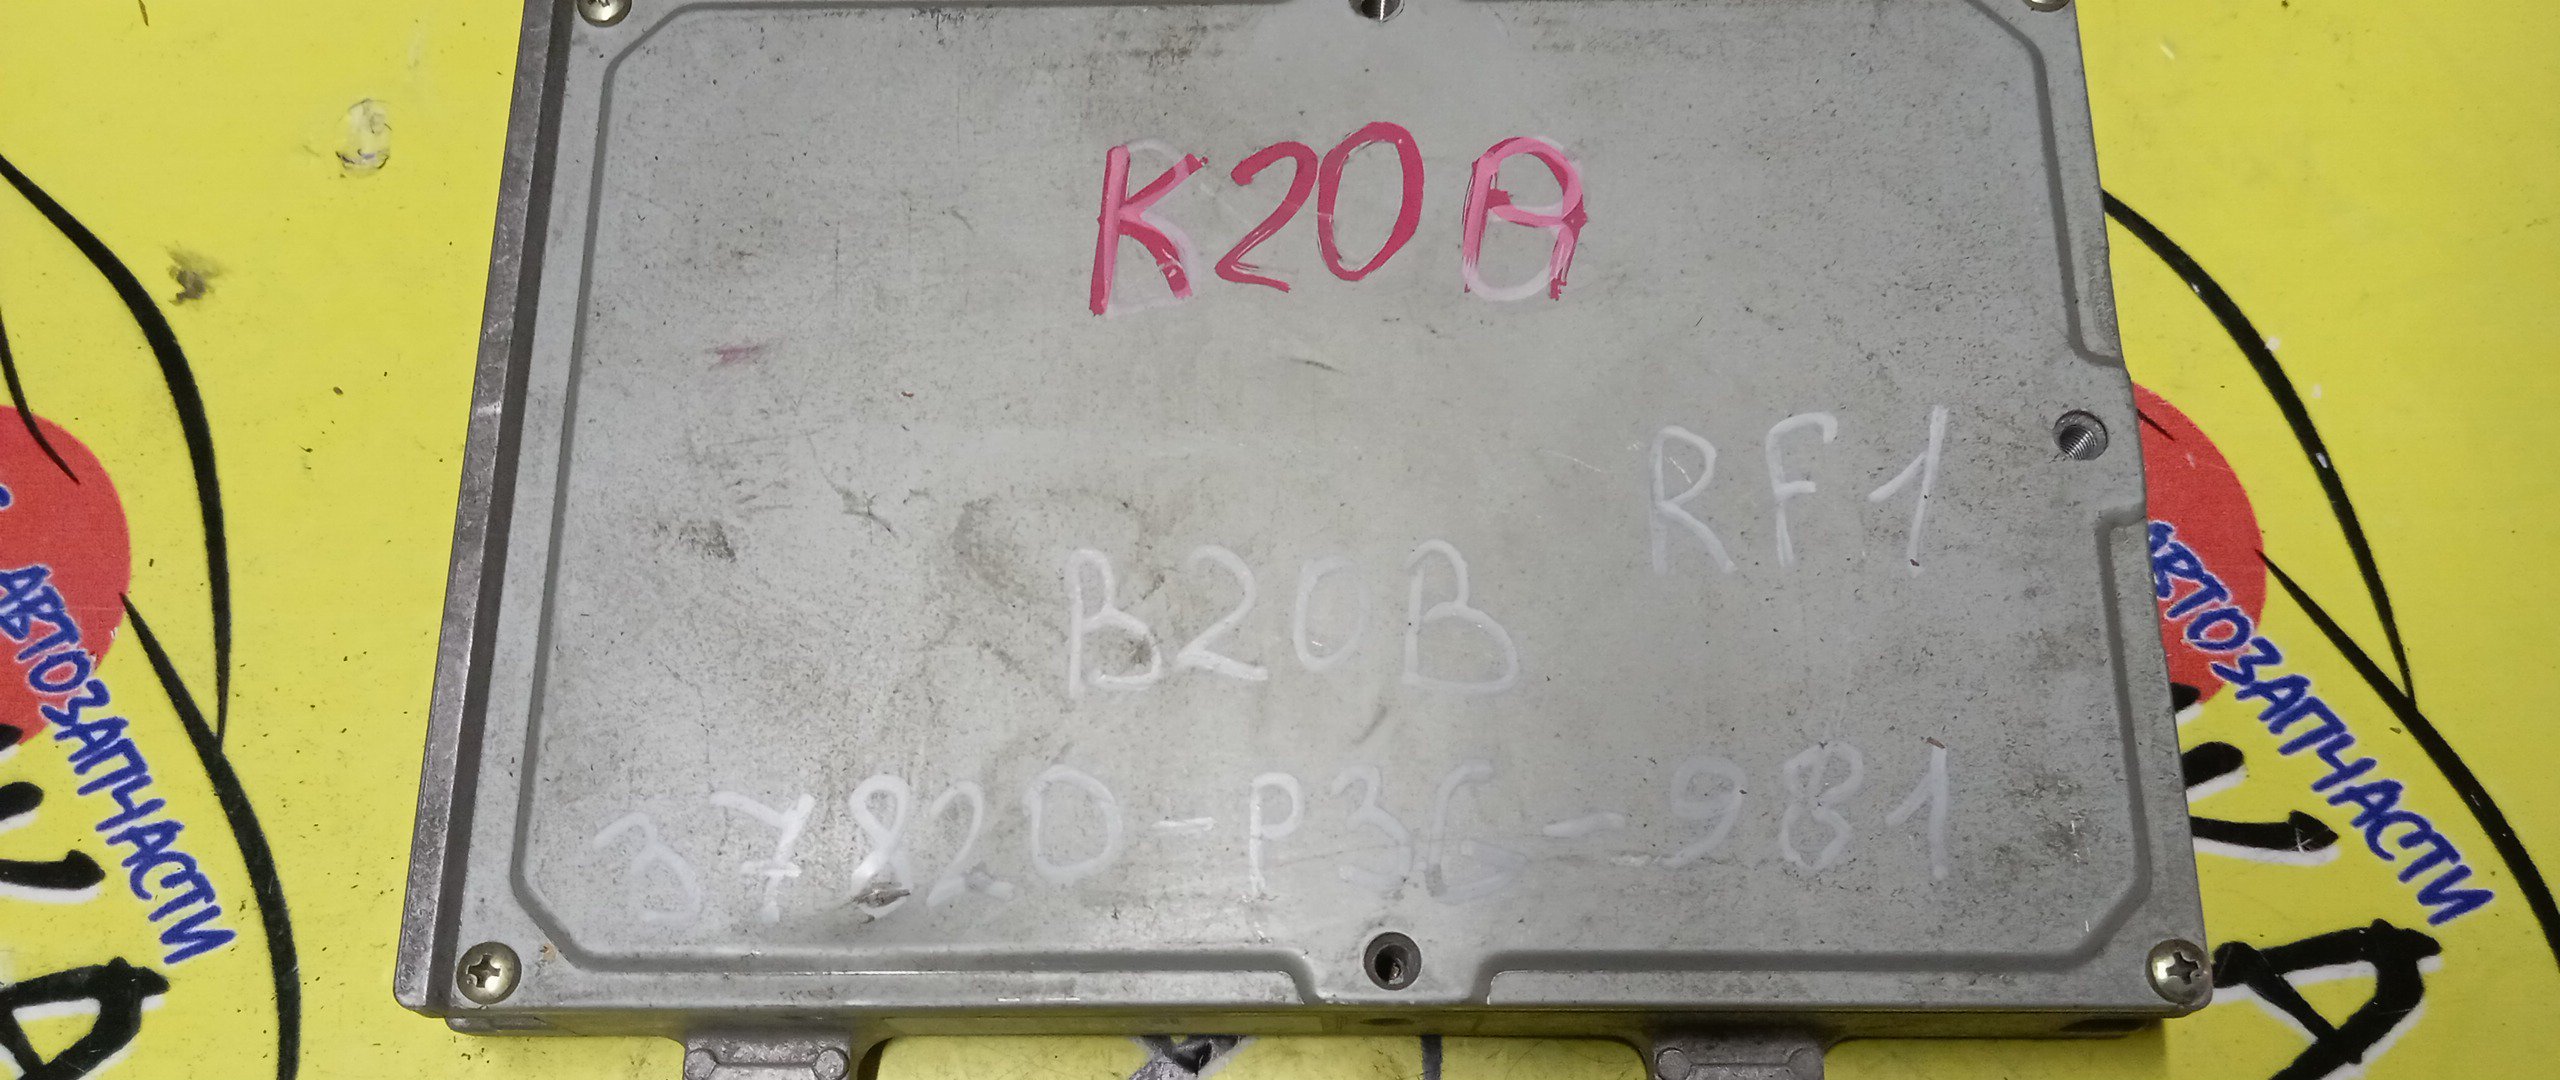 K20A
RF1
B20B
37820-P3G-981
АВТОЗАПЧАСТИ
АВТОЗАПЧАСТИ